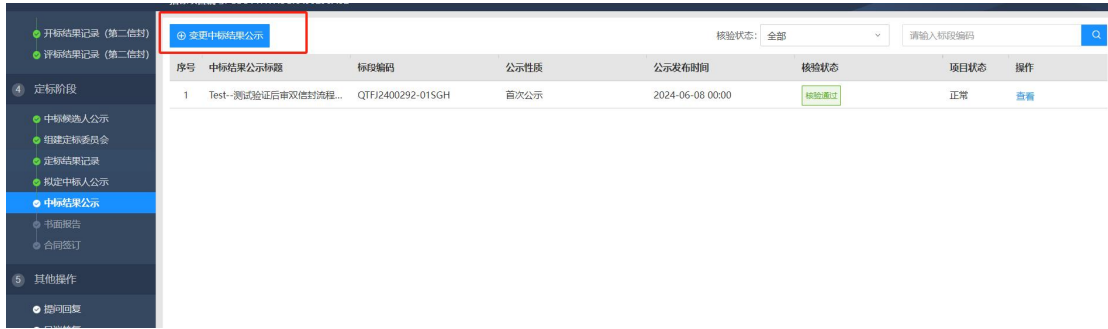 开标结果记录（第二信封）
评标结果记录（第二信封）
4 定标阶段
中标候选人公示
组建定标委员会
定标结果记录
拟定中标人公示
中标结果公示
书面报告
合同签订
5 其他操作
提问回复
变更中标结果公示
核验状态: 全部 请输入标段编码
序号 中标结果公示标题 标段编码 公示性质 公示发布时间 核验状态 项目状态 操作
1 Test--测试验证后审双信封流程... QTFJ2400292-01SGH 首次公示 2024-06-08 00:00 核验通过 正常 查看